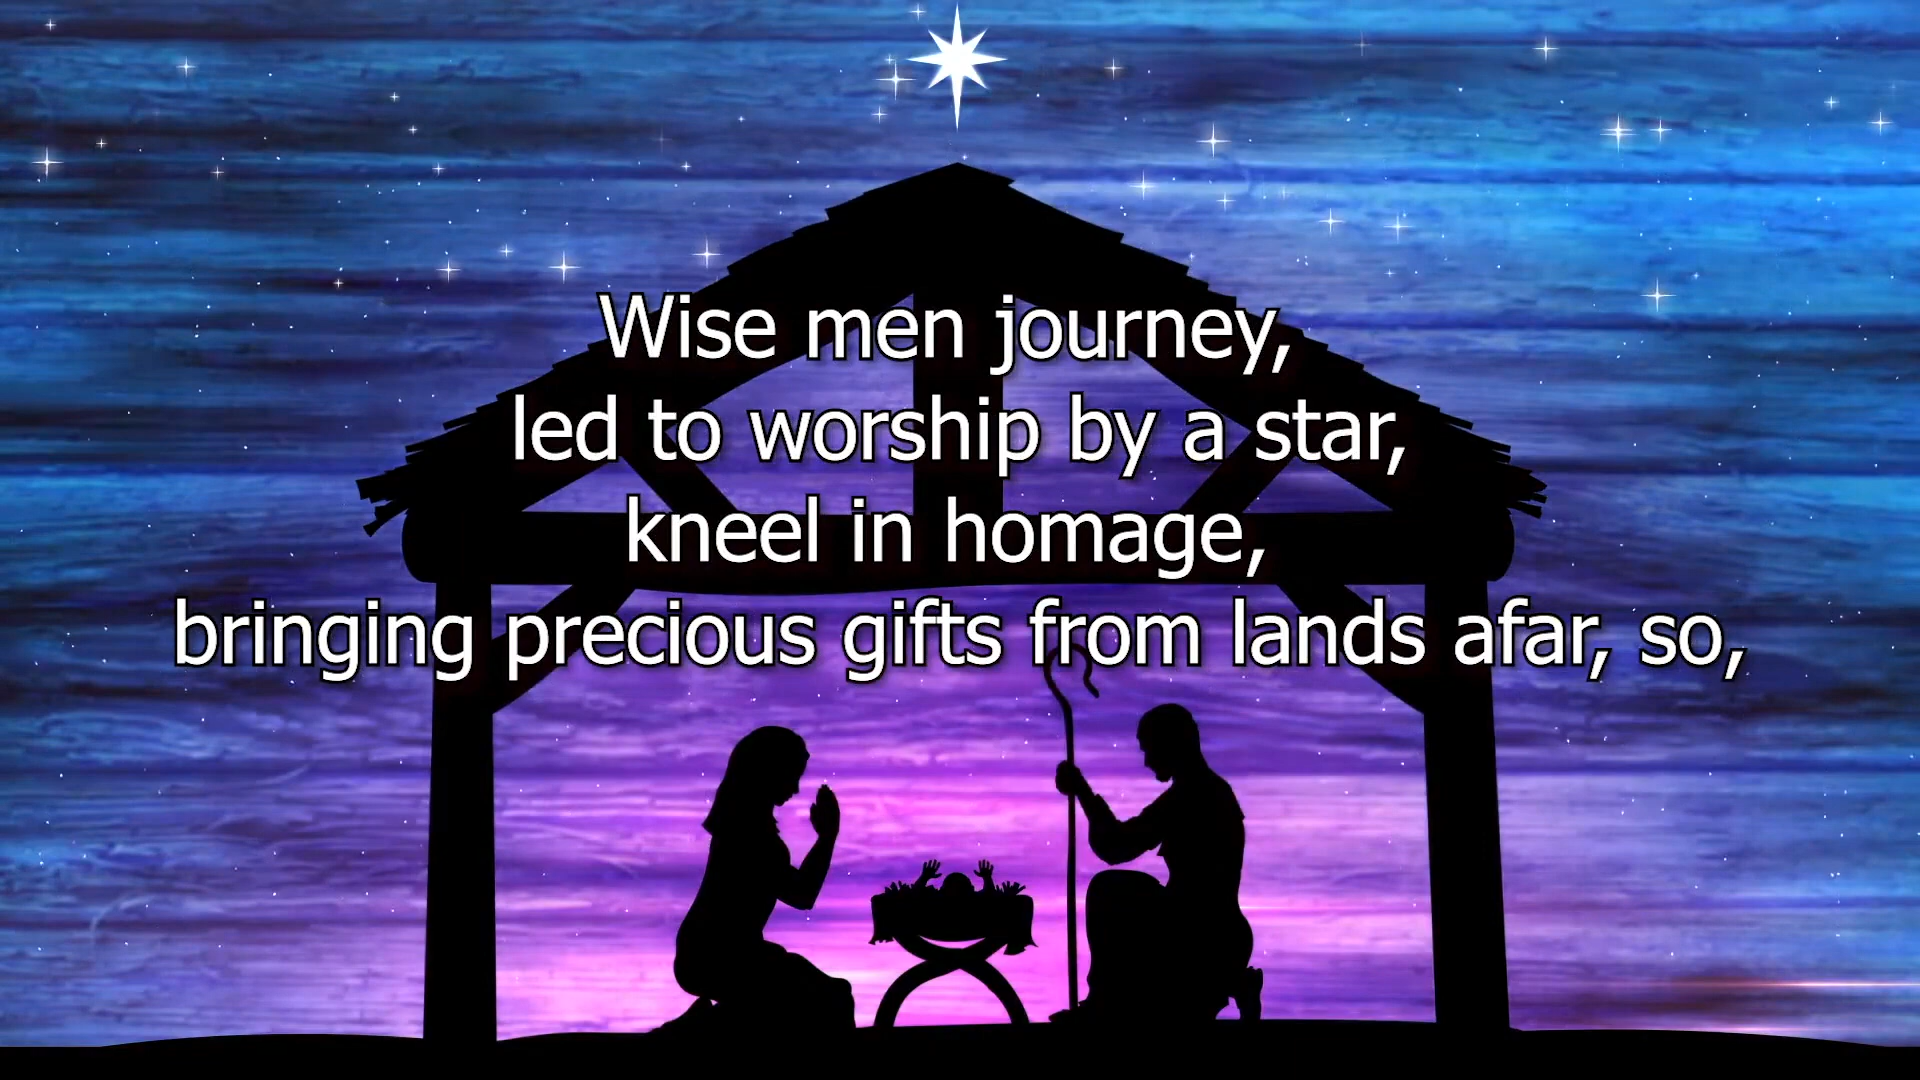 Wise men journey,
led to worship by a star,
kneel in homage,
bringing precious gifts from lands afar, so,